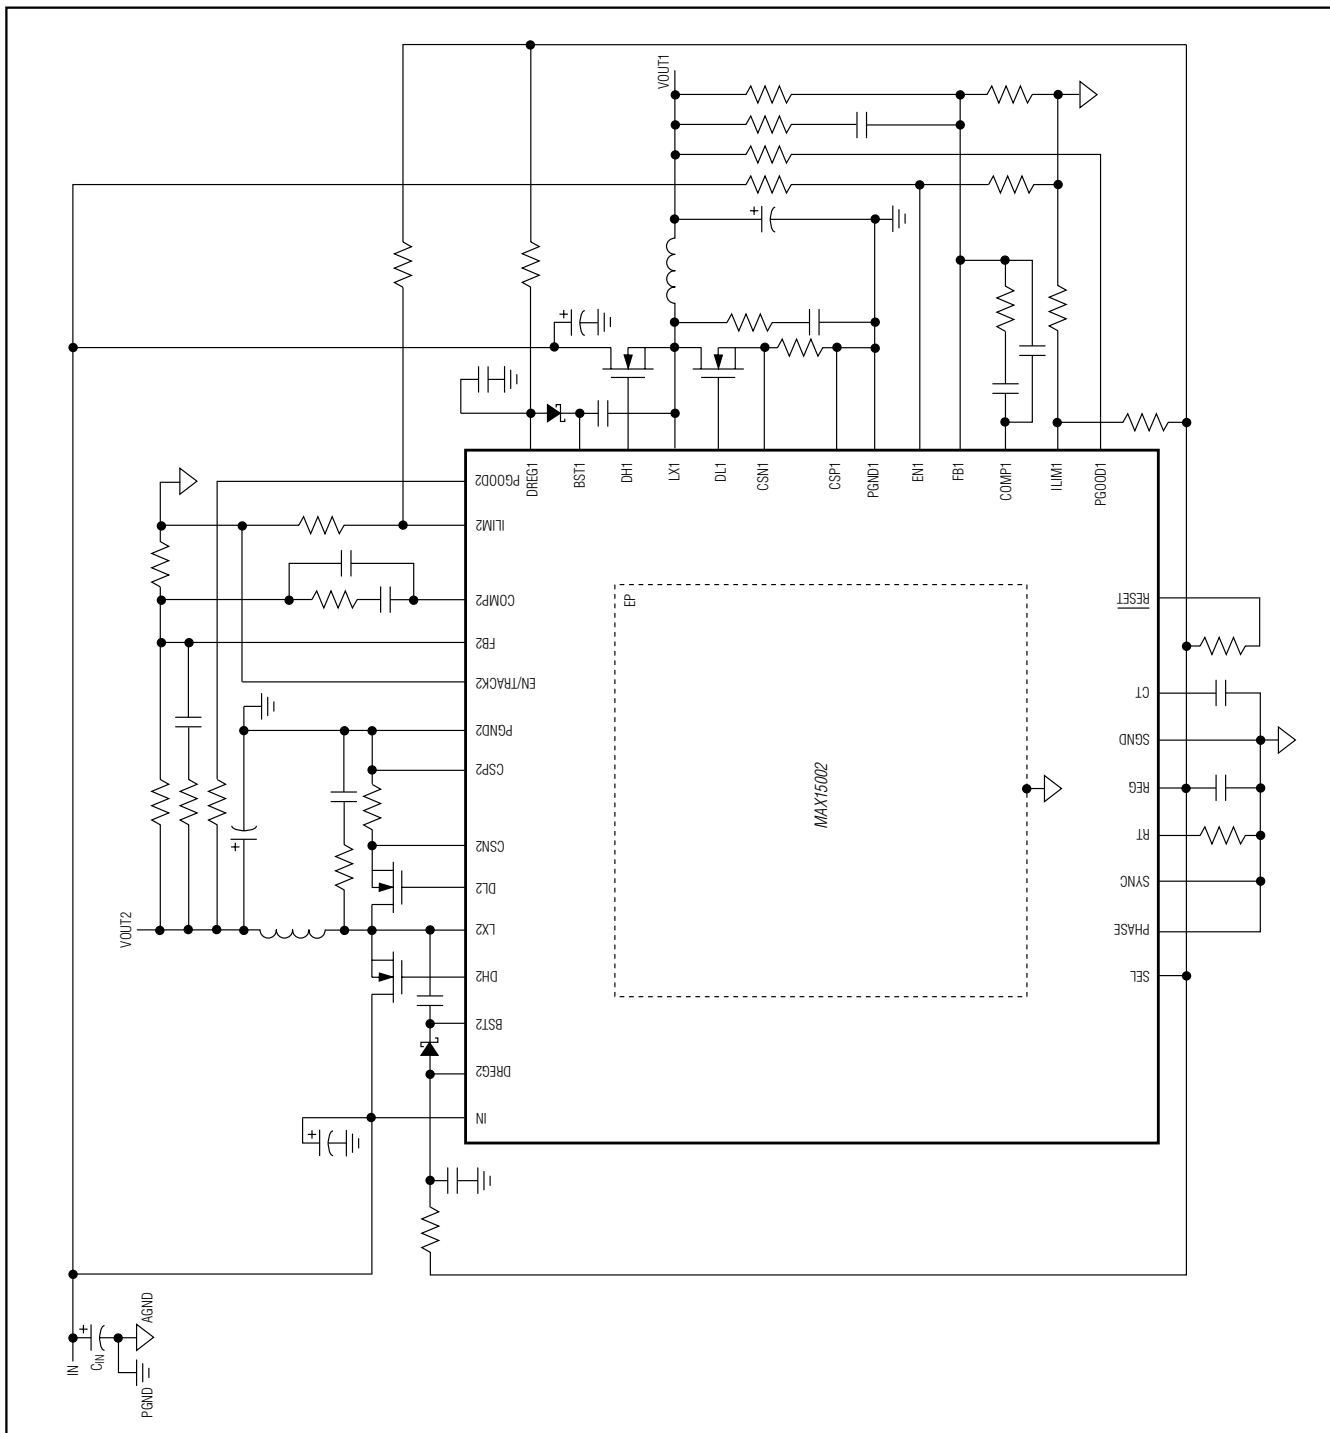 VOUT1
DREG1
BST1
DH1
LX1
DL1
CSN1
CSP1
PGND1
EN1
FB1
COMP1
ILIM1
PGOOD1
PGOOD2
ILIM2
COMP2
FB2
EN/TRACK2
PGND2
CSP2
CSN2
DL2
LX2
DH2
BST2
DREG2
IN
VOUT2
EP
MAX15002
RESET
CT
SGND
REG
RT
SYNC
PHASE
SEL
+
+
+
+
+
IN
CIN
AGND
PGND